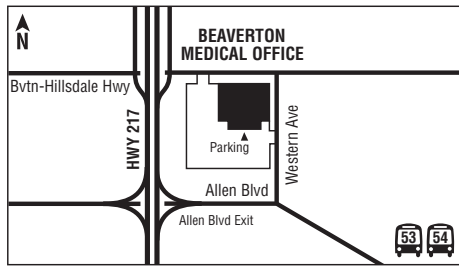 N
BEAVERTON
MEDICAL OFFICE
Bvtn-Hillsdale Hwy
HWY 217
Parking
Western Ave
Allen Blvd
Allen Blvd Exit
53 54